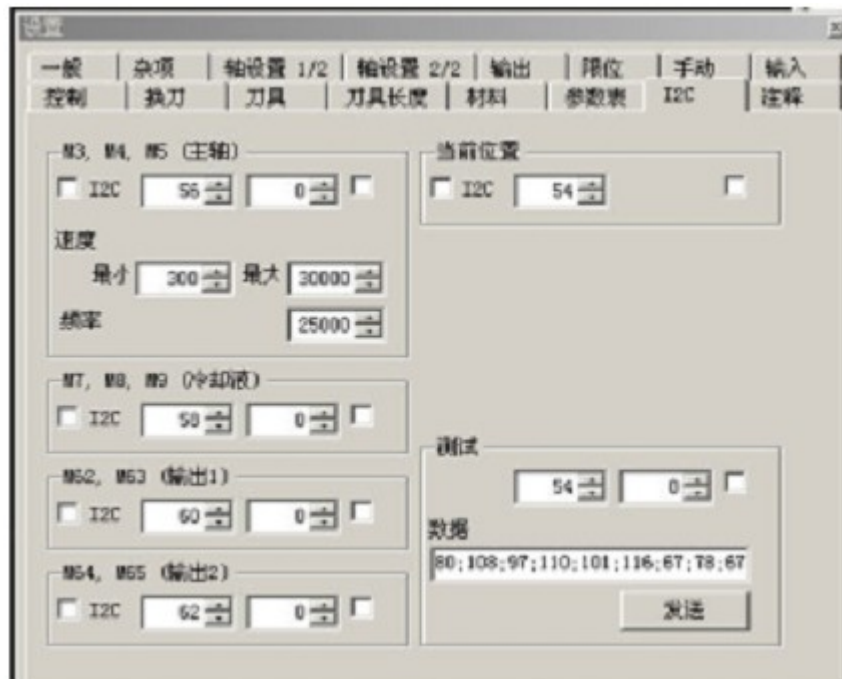 设置
一般 杂项 轴设置 1/2 轴设置 2/2 输出 限位 手动 输入
控制 换刀 刀具 刀具长度 材料 参数表 I2C 注释
M3, M4, M5 (主轴)
I2C 56 0
速度
最小 300 最大 30000
频率 25000
M7, M8, M9 (冷却液)
I2C 58 0
M62, M63 (输出1)
I2C 60 0
M64, M65 (输出2)
I2C 62 0
当前位置
I2C 54
测试
54 0
数据
80;108;97;110;101;116;67;78;67
发送